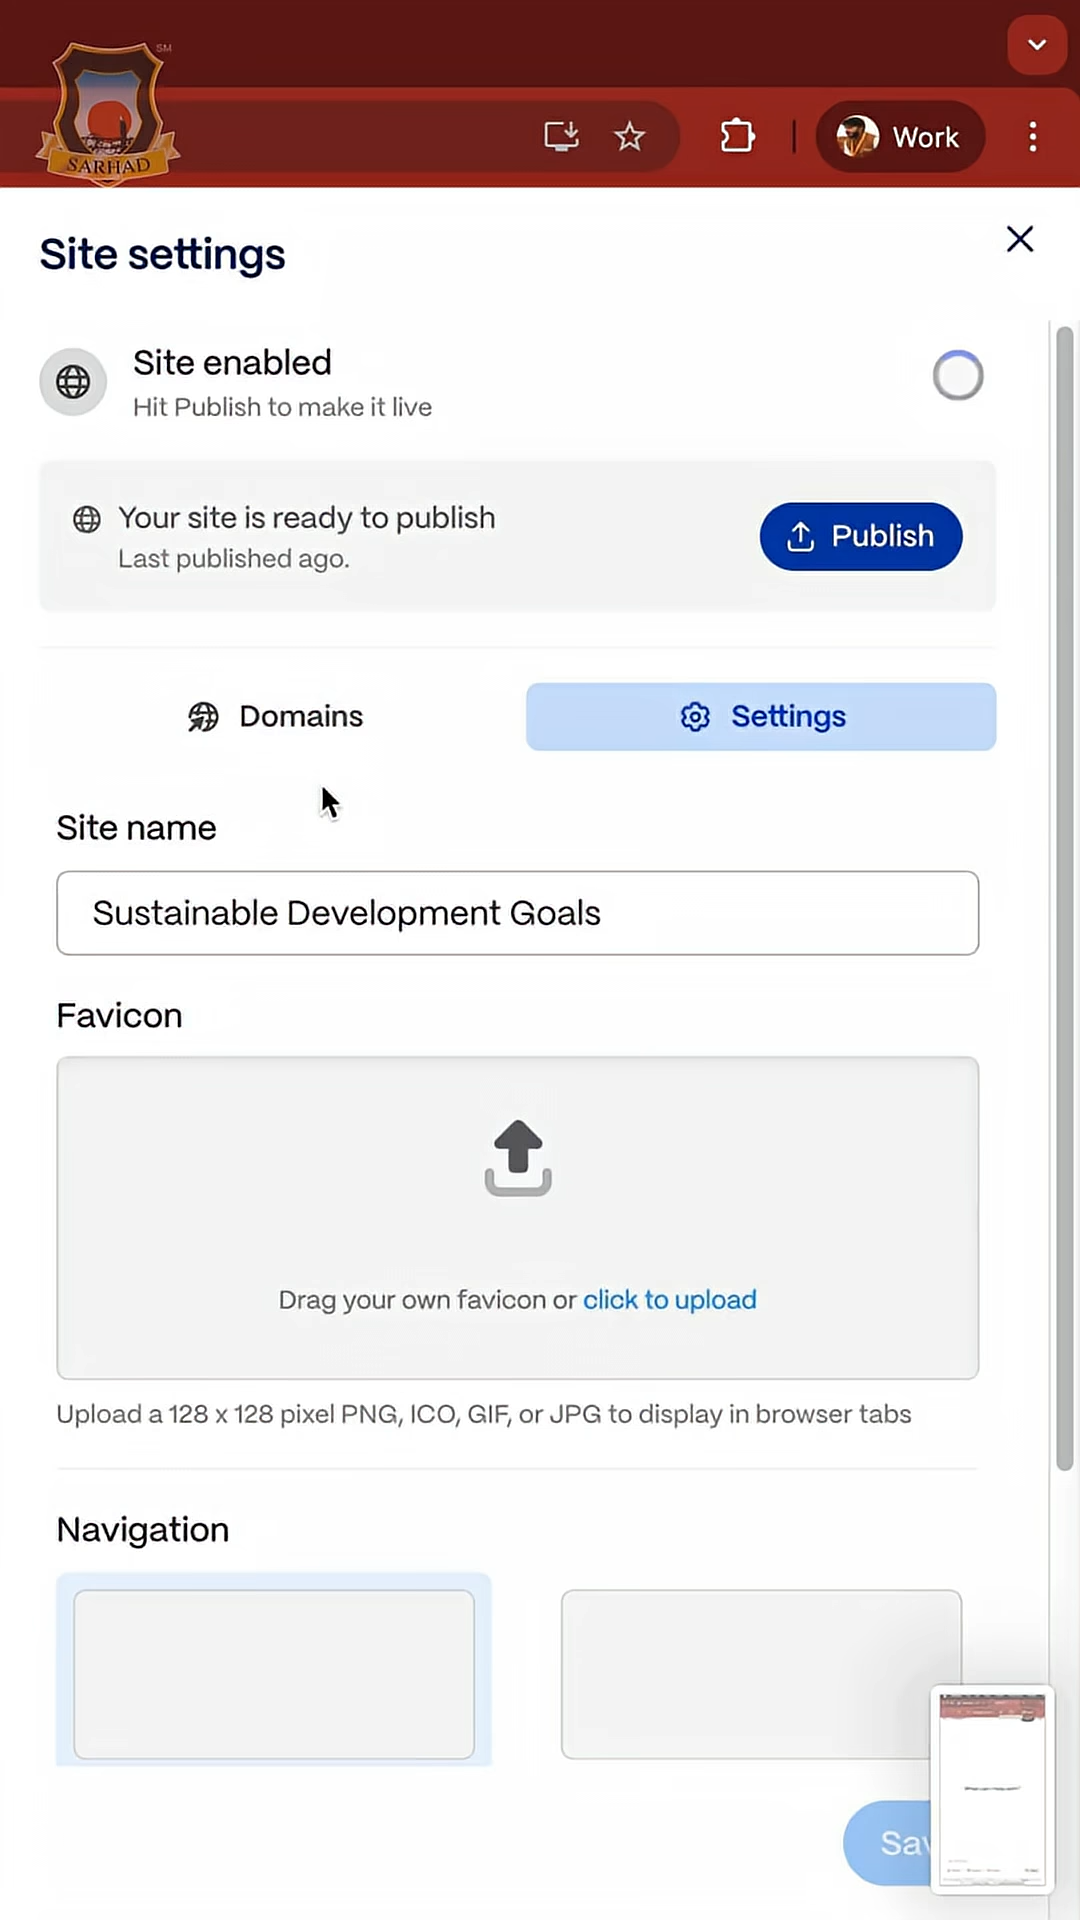 SM
SARHAD
Work
Site settings
Site enabled
Hit Publish to make it live
Your site is ready to publish
Last published ago.
Publish
Domains
Settings
Site name
Sustainable Development Goals
Favicon
Drag your own favicon or click to upload
Upload a 128 x 128 pixel PNG, ICO, GIF, or JPG to display in browser tabs
Navigation
Sav